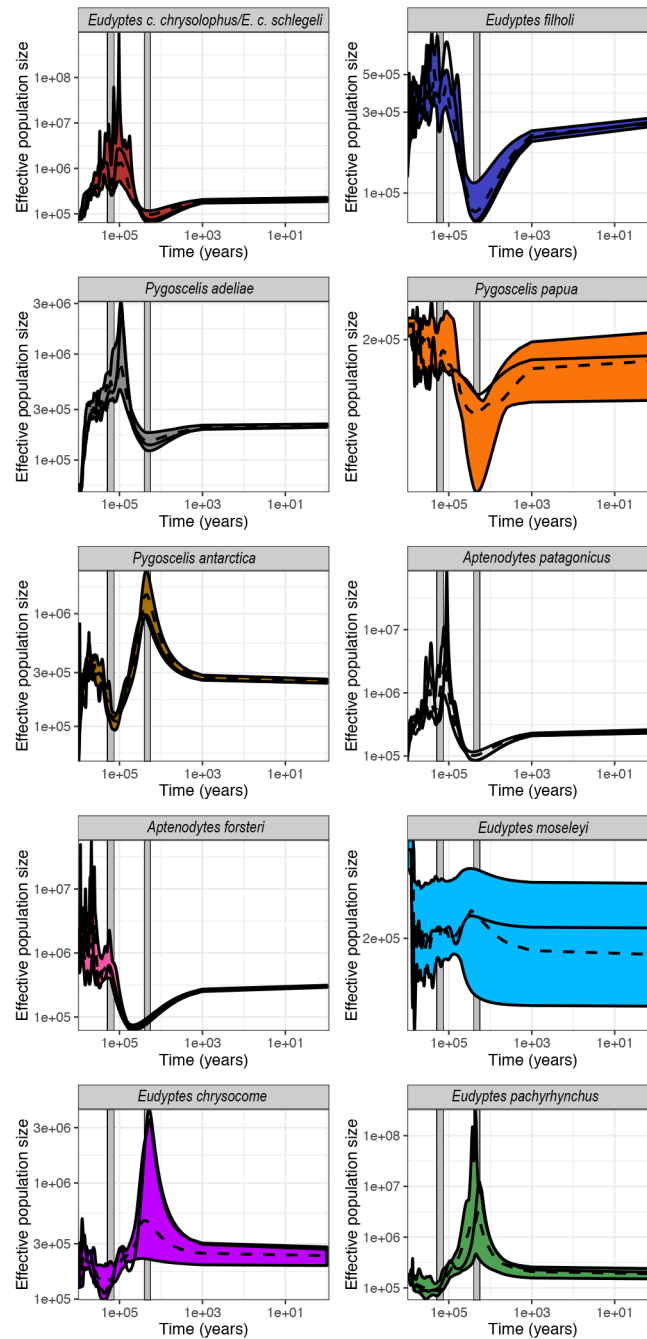 Eudyptes c. chrysolophus/E. c. schlegeli
Effective population size
1e+08
1e+07
1e+06
1e+05
1e+05 1e+03 1e+01
Time (years)
Eudyptes filholi
Effective population size
5e+05
3e+05
1e+05
1e+05 1e+03 1e+01
Time (years)
Pygoscelis adeliae
Effective population size
3e+06
1e+06
3e+05
1e+05
1e+05 1e+03 1e+01
Time (years)
Pygoscelis papua
Effective population size
2e+05
1e+05 1e+03 1e+01
Time (years)
Pygoscelis antarctica
Effective population size
1e+06
3e+05
1e+05
1e+05 1e+03 1e+01
Time (years)
Aptenodytes patagonicus
Effective population size
1e+07
1e+06
1e+05
1e+05 1e+03 1e+01
Time (years)
Aptenodytes forsteri
Effective population size
1e+07
1e+06
1e+05
1e+05 1e+03 1e+01
Time (years)
Eudyptes moseleyi
Effective population size
2e+05
1e+05 1e+03 1e+01
Time (years)
Eudyptes chrysocome
Effective population size
3e+06
1e+06
3e+05
1e+05
1e+05 1e+03 1e+01
Time (years)
Eudyptes pachyrhynchus
Effective population size
1e+08
1e+07
1e+06
1e+05
1e+05 1e+03 1e+01
Time (years)